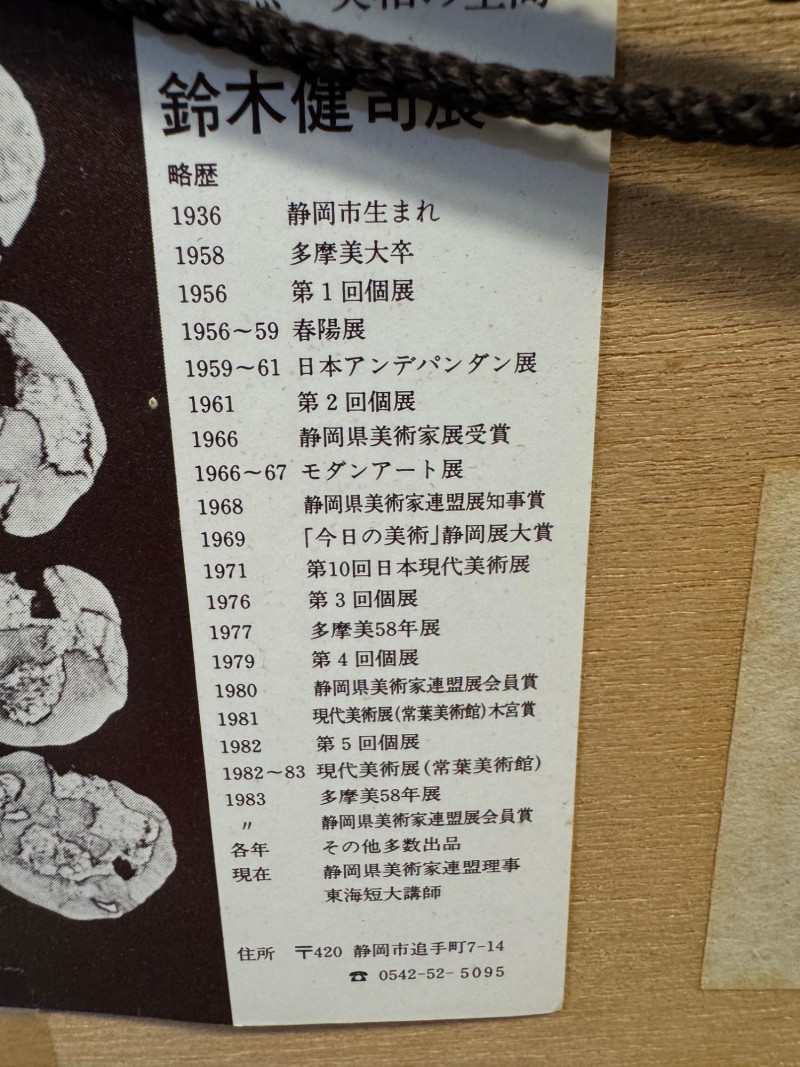 鈴木健司展
略歴
1936 静岡市生まれ
1958 多摩美大卒
1956 第1回個展
1956～59 春陽展
1959～61 日本アンデパンダン展
1961 第2回個展
1966 静岡県美術家展受賞
1966～67 モダンアート展
1968 静岡県美術家連盟展知事賞
1969 「今日の美術」静岡展大賞
1971 第10回日本現代美術展
1976 第3回個展
1977 多摩美58年展
1979 第4回個展
1980 静岡県美術家連盟展会員賞
1981 現代美術展(常葉美術館)木宮賞
1982 第5回個展
1982～83 現代美術展(常葉美術館)
1983 多摩美58年展
〃 静岡県美術家連盟展会員賞
各年 その他多数出品
現在 静岡県美術家連盟理事
東海短大講師
住所 〒420 静岡市追手町7-14
☎ 0542-52-5095